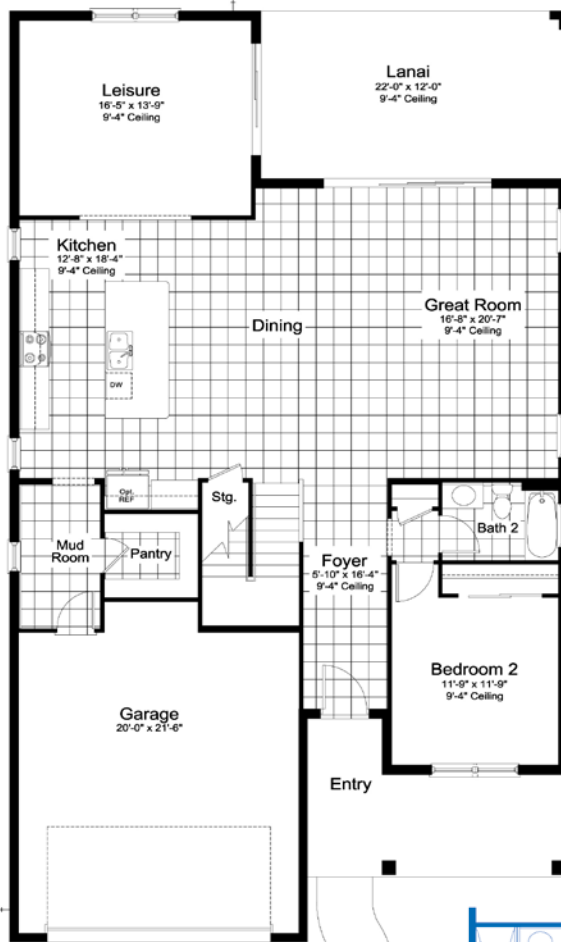 Leisure
16'-5" x 13'-9"
9'-4" Ceiling
Lanai
22'-0" x 12'-0"
9'-4" Ceiling
Kitchen
12'-8" x 18'-4"
9'-4" Ceiling
Dining
Great Room
16'-8" x 20'-7"
9'-4" Ceiling
DW
Opt.
REF
Stg.
Bath 2
Mud
Room
Pantry
Foyer
5'-10" x 16'-4"
9'-4" Ceiling
Bedroom 2
11'-9" x 11'-9"
9'-4" Ceiling
Garage
20'-0" x 21'-6"
Entry